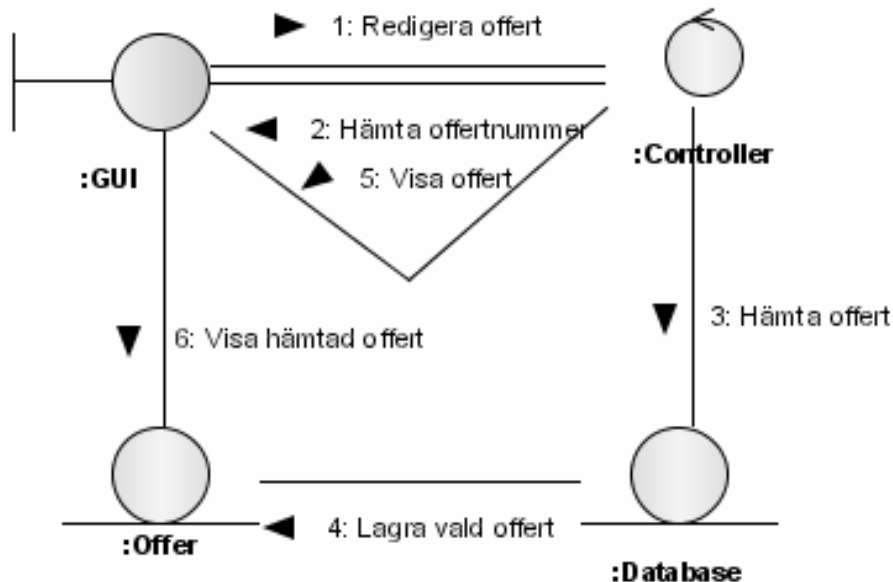 1: Redigera offert
2: Hämta offertnummer
:Controller
:GUI
5: Visa offert
3: Hämta offert
6: Visa hämtad offert
4: Lagra vald offert
:Offer
:Database